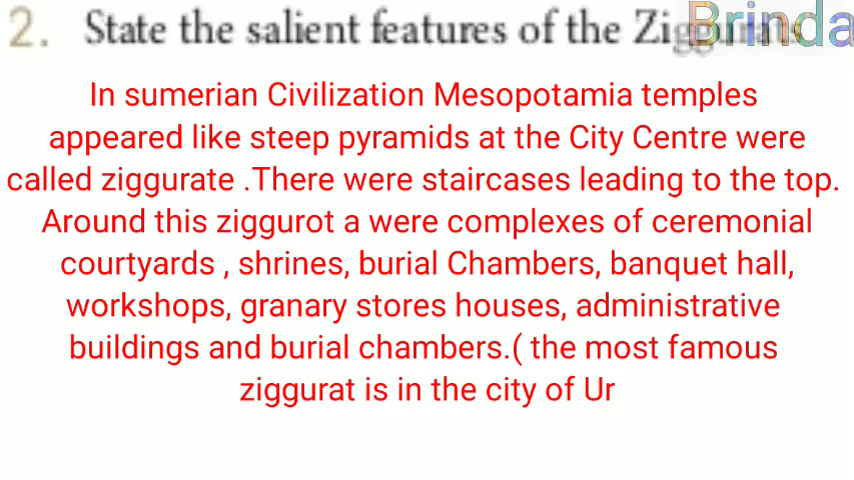 2. State the salient features of the Ziggurats
Brinda
In sumerian Civilization Mesopotamia temples
appeared like steep pyramids at the City Centre were
called ziggurate .There were staircases leading to the top.
Around this ziggurot a were complexes of ceremonial
courtyards , shrines, burial Chambers, banquet hall,
workshops, granary stores houses, administrative
buildings and burial chambers.( the most famous
ziggurat is in the city of Ur